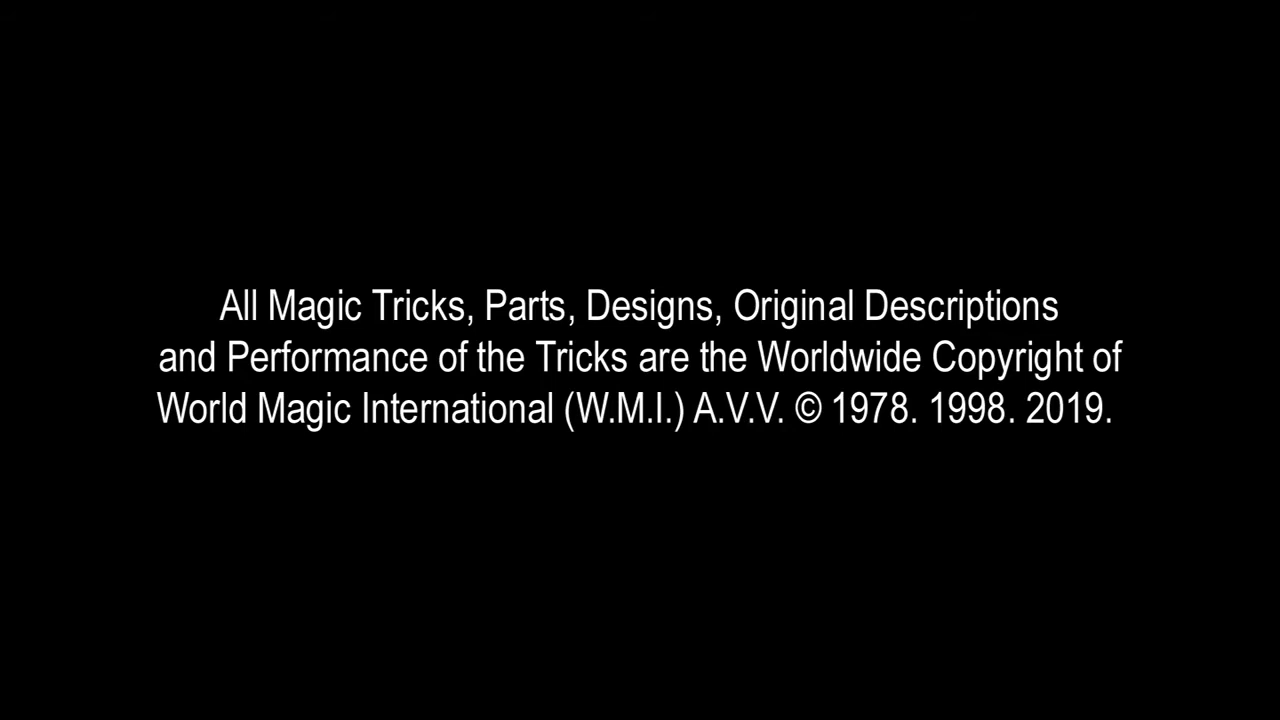 All Magic Tricks, Parts, Designs, Original Descriptions
and Performance of the Tricks are the Worldwide Copyright of
World Magic International (W.M.I.) A.V.V. © 1978. 1998. 2019.